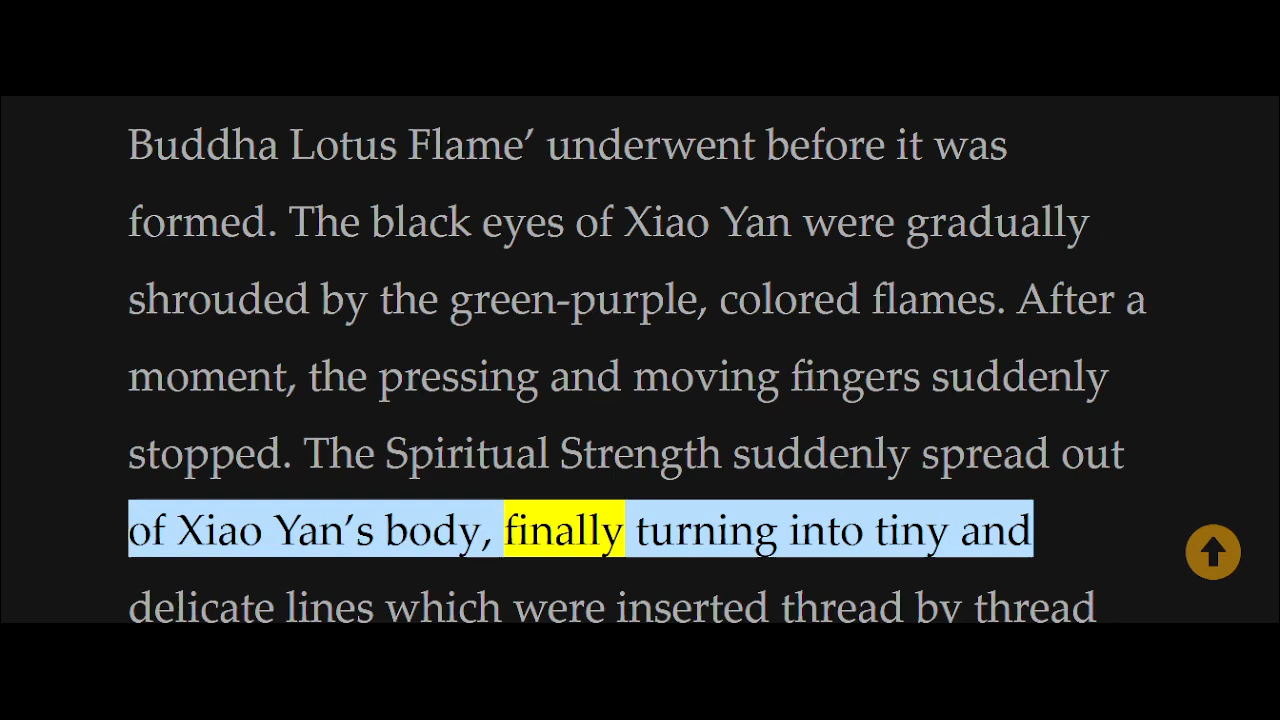 Buddha Lotus Flame’ underwent before it was
formed. The black eyes of Xiao Yan were gradually
shrouded by the green-purple, colored flames. After a
moment, the pressing and moving fingers suddenly
stopped. The Spiritual Strength suddenly spread out
of Xiao Yan’s body, finally turning into tiny and
delicate lines which were inserted thread by thread